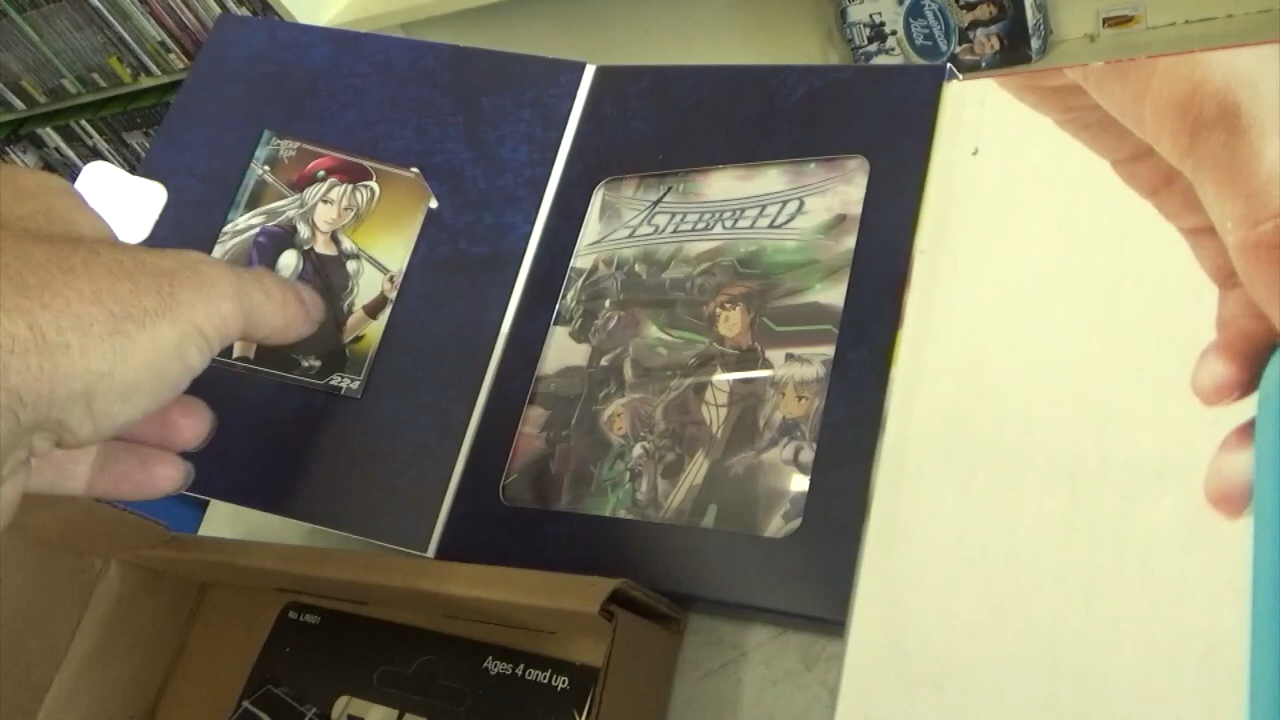 American
Idol
224
ASTEBREED
No. LR001
Ages 4 and up.